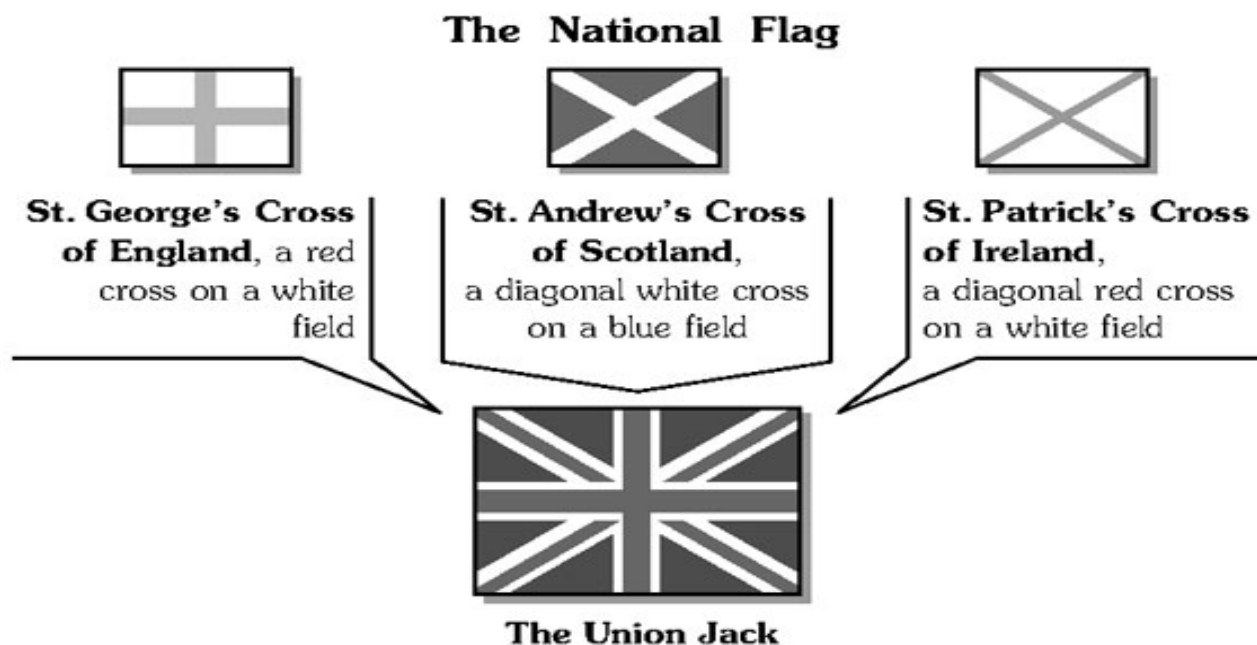 The National Flag
St. George's Cross
of England, a red
cross on a white
field
St. Andrew's Cross
of Scotland,
a diagonal white cross
on a blue field
St. Patrick's Cross
of Ireland,
a diagonal red cross
on a white field
The Union Jack